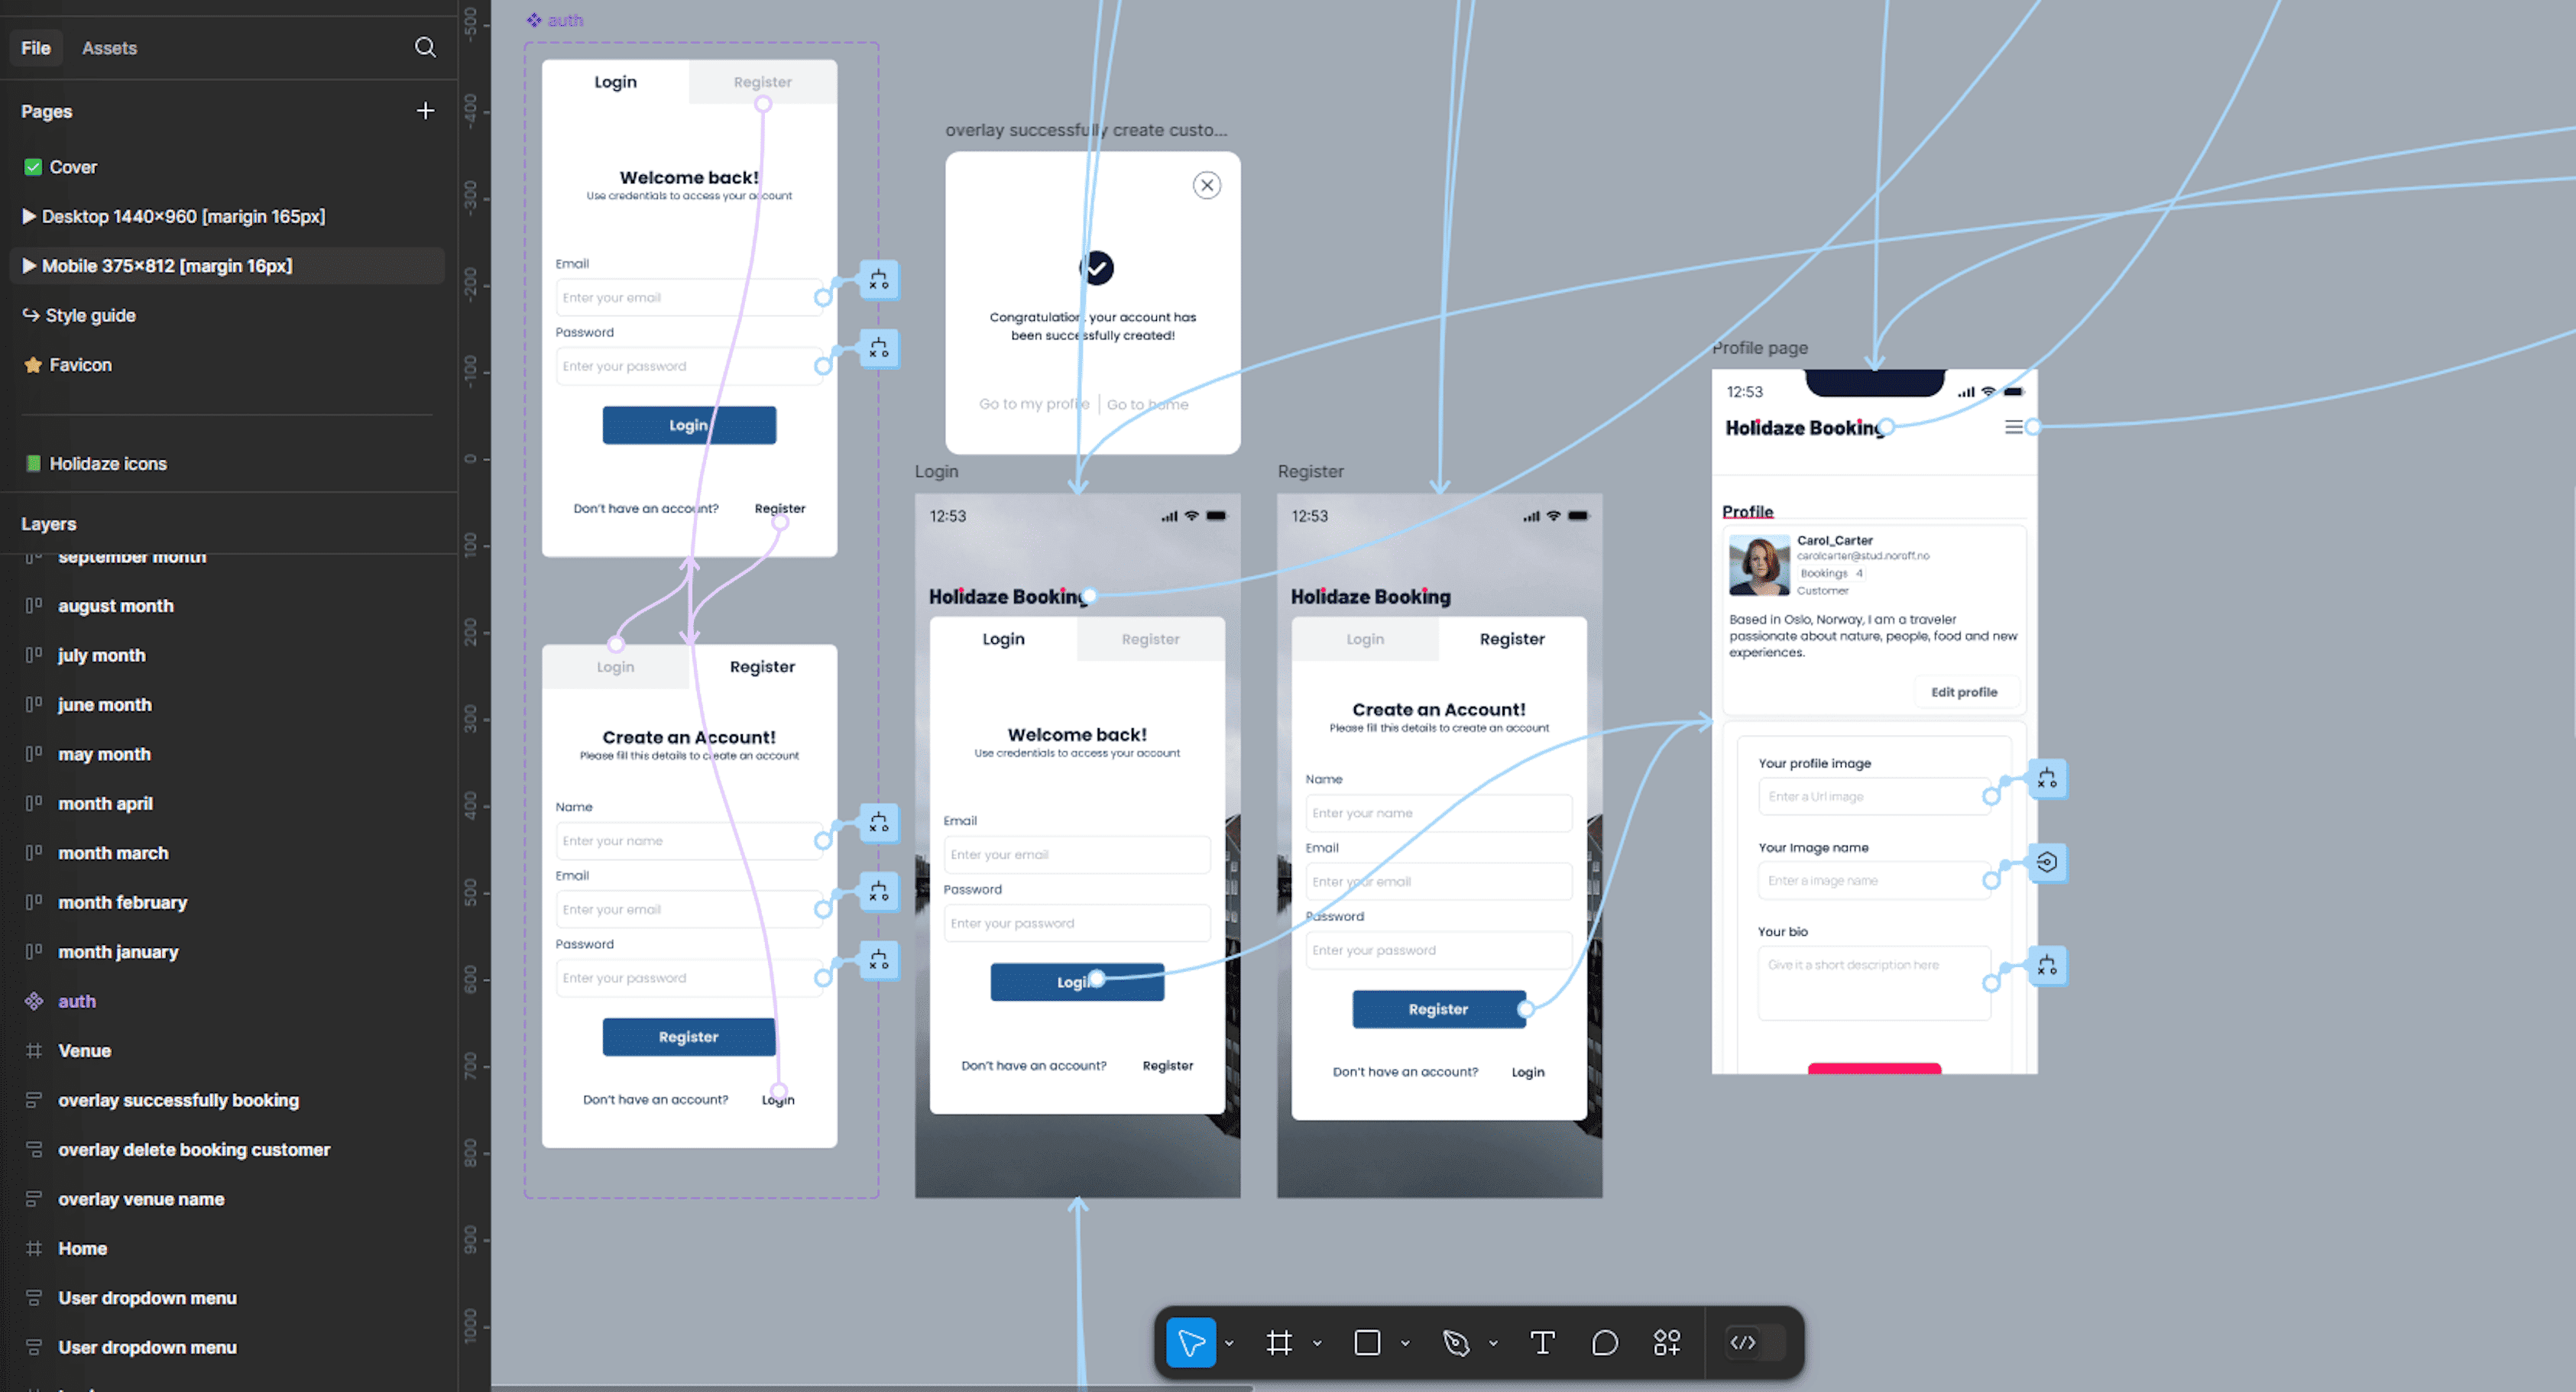 File
Assets
Pages
Cover
Desktop 1440×960 [marigin 165px]
Mobile 375×812 [margin 16px]
Style guide
Favicon
Holidaze icons
Layers
september month
august month
july month
june month
may month
month april
month march
month february
month january
auth
Venue
overlay successfully booking
overlay delete booking customer
overlay venue name
Home
User dropdown menu
User dropdown menu
-500
-400
-300
-200
-100
0
100
200
300
400
500
600
700
800
900
1000
auth
Login
Register
Welcome back!
Use credentials to access your account
Email
Enter your email
Password
Enter your password
Login
Don't have an account?
Register
Login
Register
Create an Account!
Please fill this details to create an account
Name
Enter your name
Email
Enter your email
Password
Enter your password
Register
Don't have an account?
Login
overlay successfully create custo...
Congratulation, your account has
been successfully created!
Go to my profile
Go to home
Login
12:53
Holidaze Booking
Login
Register
Welcome back!
Use credentials to access your account
Email
Enter your email
Password
Enter your password
Login
Don't have an account?
Register
Register
12:53
Holidaze Booking
Login
Register
Create an Account!
Please fill this details to create an account
Name
Enter your name
Email
Enter your email
Password
Enter your password
Register
Don't have an account?
Login
Profile page
12:53
Holidaze Booking
Profile
Carol_Carter
carolcarter@stud.noroff.no
Bookings 4
Customer
Based in Oslo, Norway, I am a traveler
passionate about nature, people, food and new
experiences.
Edit profile
Your profile image
Enter a Url image
Your Image name
Enter a image name
Your bio
Give it a short description here